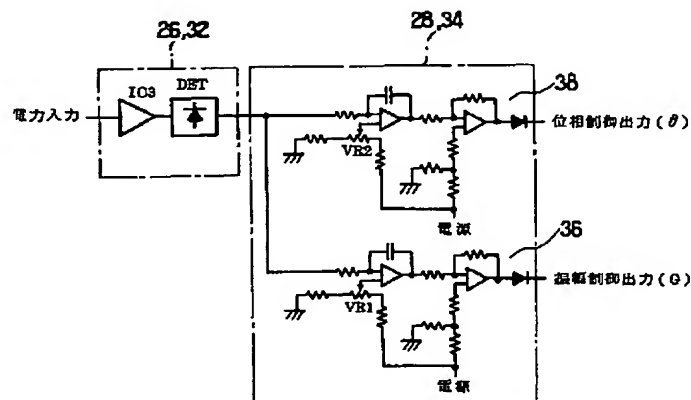 26,32
28,34
IC3
DET
電力入力
38
位相制御出力(θ)
VR2
電源
36
振幅制御出力(G)
VR1
電源